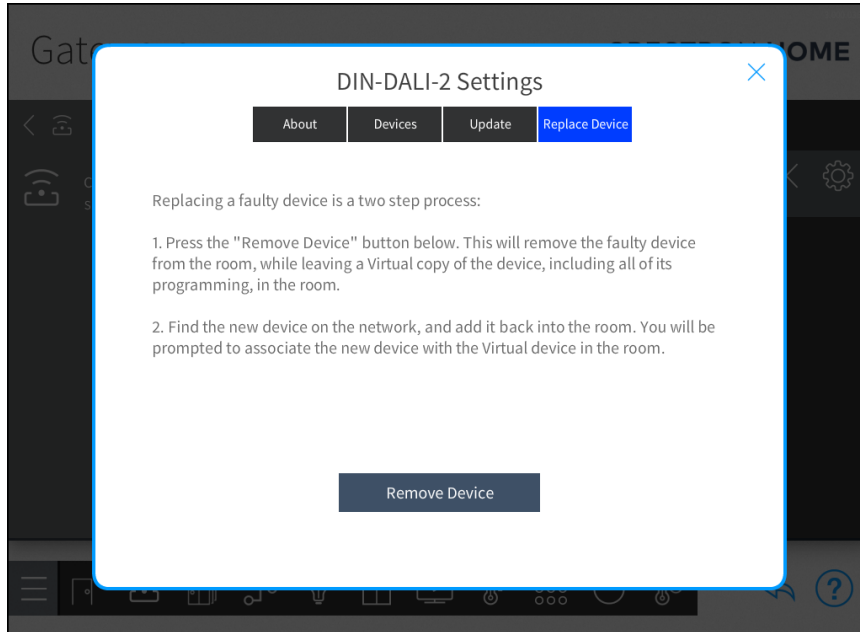 DIN-DALI-2 Settings
About Devices Update Replace Device
Replacing a faulty device is a two step process:
1. Press the "Remove Device" button below. This will remove the faulty device
from the room, while leaving a Virtual copy of the device, including all of its
programming, in the room.
2. Find the new device on the network, and add it back into the room. You will be
prompted to associate the new device with the Virtual device in the room.
Remove Device
?